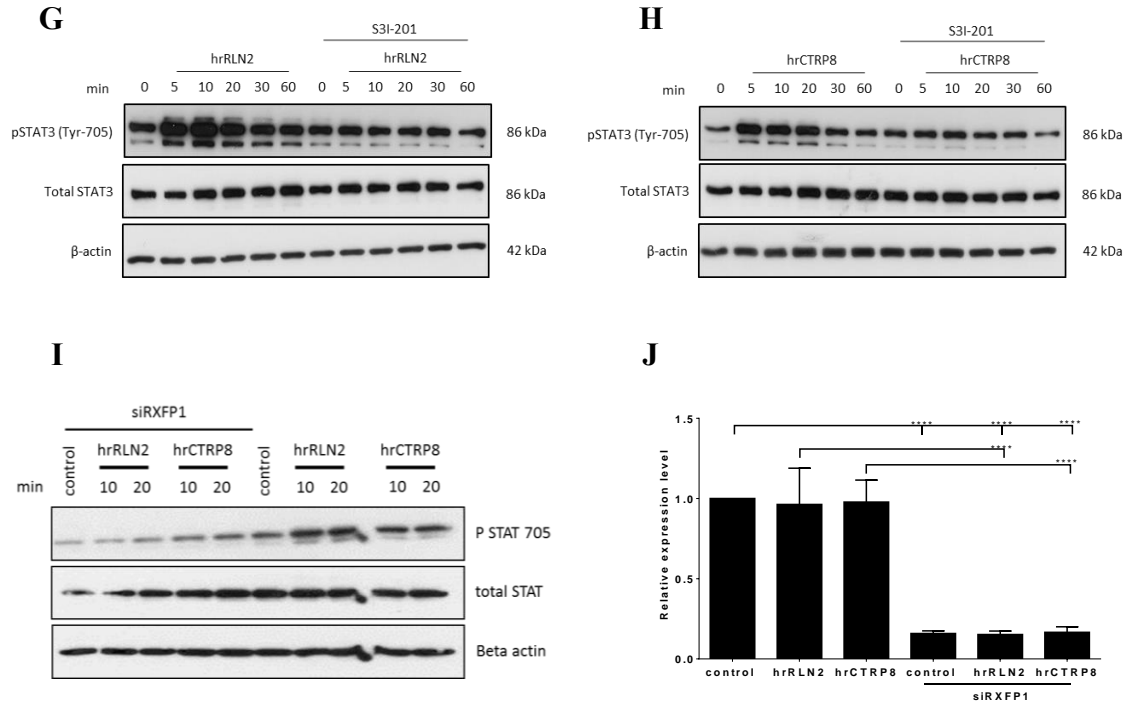 G
S3I-201
hrRLN2 hrRLN2
min 0 5 10 20 30 60 0 5 10 20 30 60
pSTAT3 (Tyr-705) 86 kDa
Total STAT3 86 kDa
β-actin 42 kDa
H
S3I-201
hrCTRP8 hrCTRP8
min 0 5 10 20 30 60 0 5 10 20 30 60
pSTAT3 (Tyr-705) 86 kDa
Total STAT3 86 kDa
β-actin 42 kDa
I
siRXFP1
control hrRLN2 hrCTRP8 control hrRLN2 hrCTRP8
min 10 20 10 20 10 20 10 20
P STAT 705
total STAT
Beta actin
J
Relative expression level
1.5
1.0
0.5
0.0
**** **** ****
****
****
control hrRLN2 hrCTRP8 control hrRLN2 hrCTRP8
siRXFP1